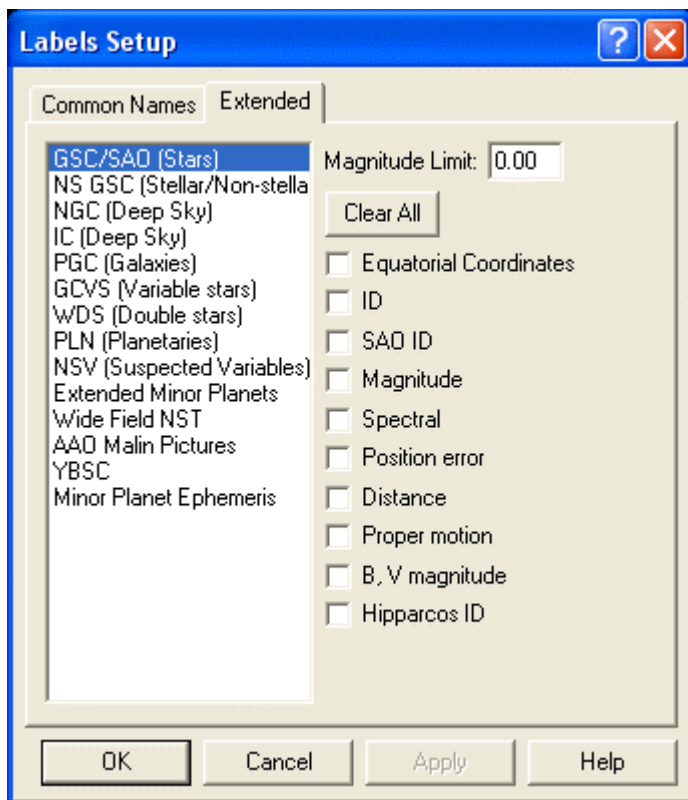 Labels Setup
Common Names
Extended
GSC/SAO (Stars)
NS GSC (Stellar/Non-stella
NGC (Deep Sky)
IC (Deep Sky)
PGC (Galaxies)
GCVS (Variable stars)
WDS (Double stars)
PLN (Planetaries)
NSV (Suspected Variables)
Extended Minor Planets
Wide Field NST
AAO Malin Pictures
YBSC
Minor Planet Ephemeris
Magnitude Limit: 0.00
Clear All
Equatorial Coordinates
ID
SAO ID
Magnitude
Spectral
Position error
Distance
Proper motion
B, V magnitude
Hipparcos ID
OK
Cancel
Apply
Help